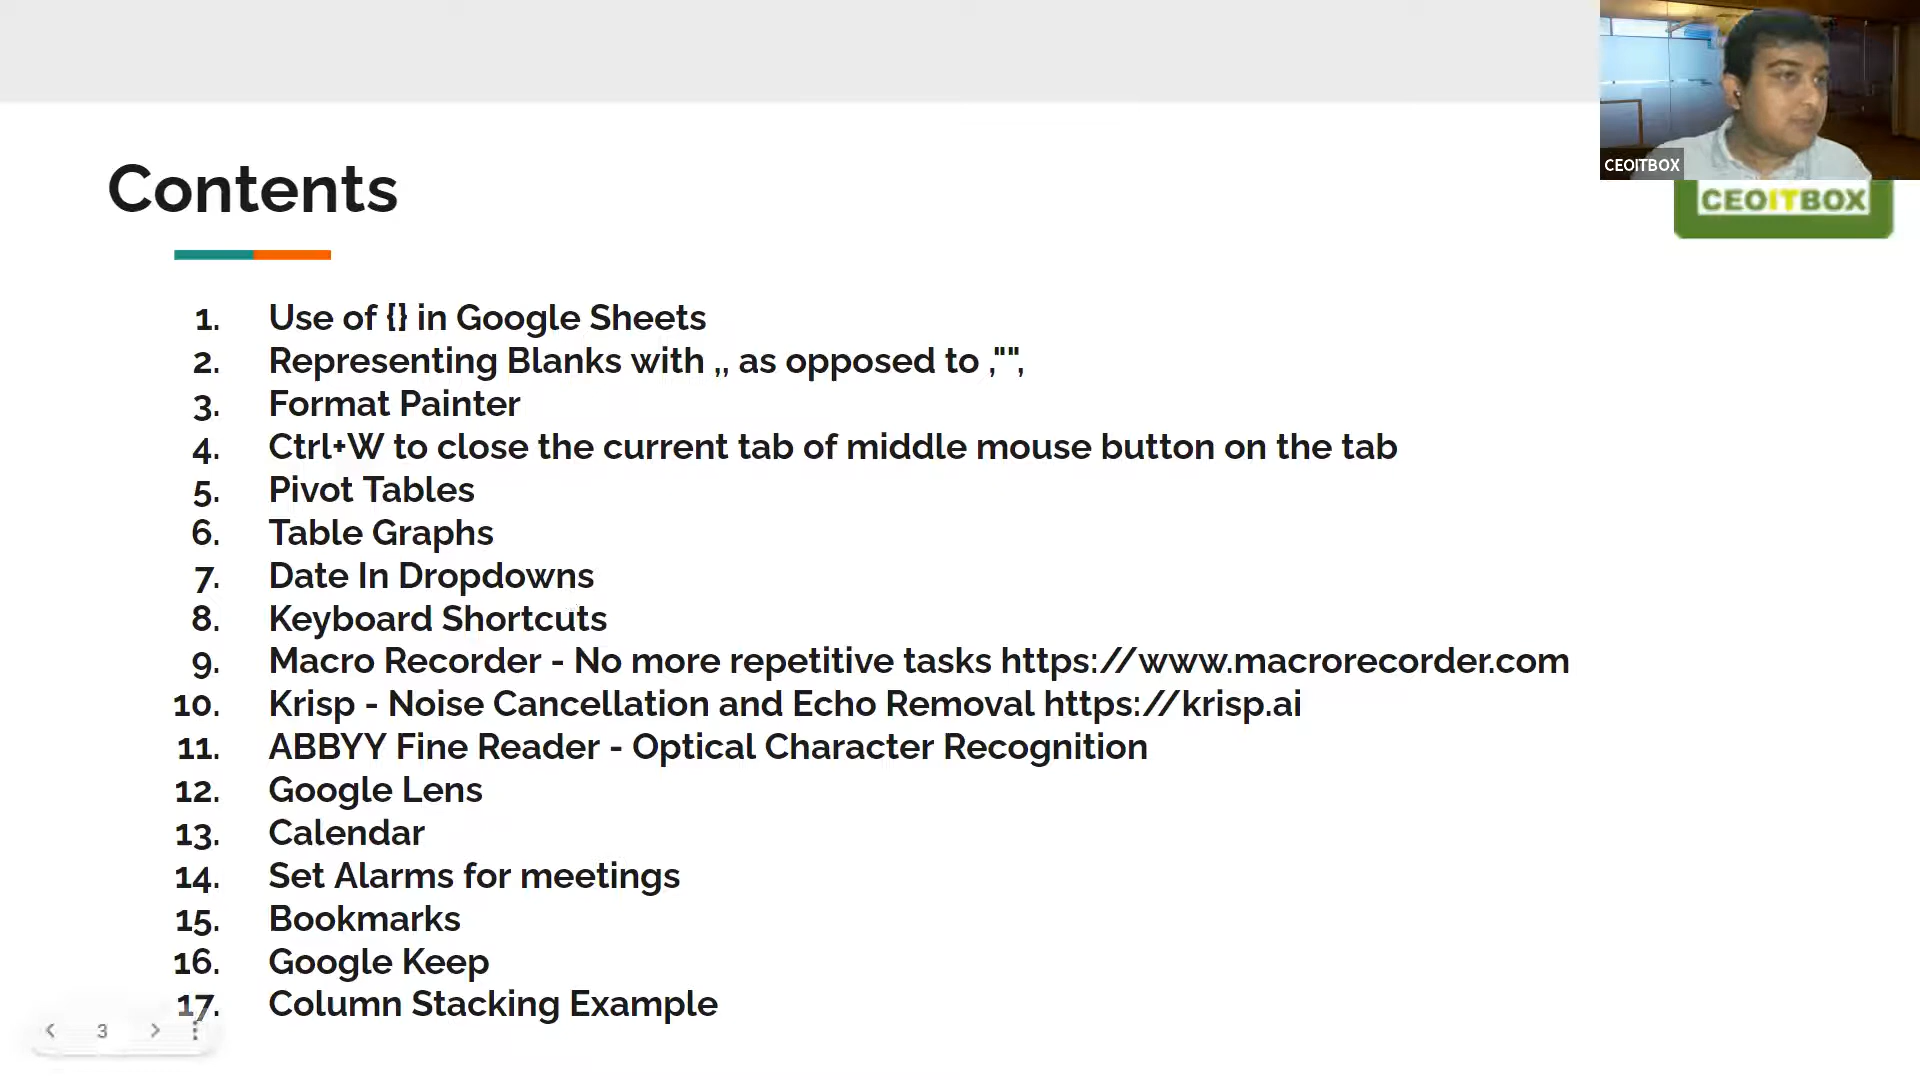 CEOITBOX
CEOITBOX
Contents
1. Use of {} in Google Sheets
2. Representing Blanks with ,, as opposed to ,"",
3. Format Painter
4. Ctrl+W to close the current tab of middle mouse button on the tab
5. Pivot Tables
6. Table Graphs
7. Date In Dropdowns
8. Keyboard Shortcuts
9. Macro Recorder - No more repetitive tasks https://www.macrorecorder.com
10. Krisp - Noise Cancellation and Echo Removal https://krisp.ai
11. ABBYY Fine Reader - Optical Character Recognition
12. Google Lens
13. Calendar
14. Set Alarms for meetings
15. Bookmarks
16. Google Keep
17. Column Stacking Example
3